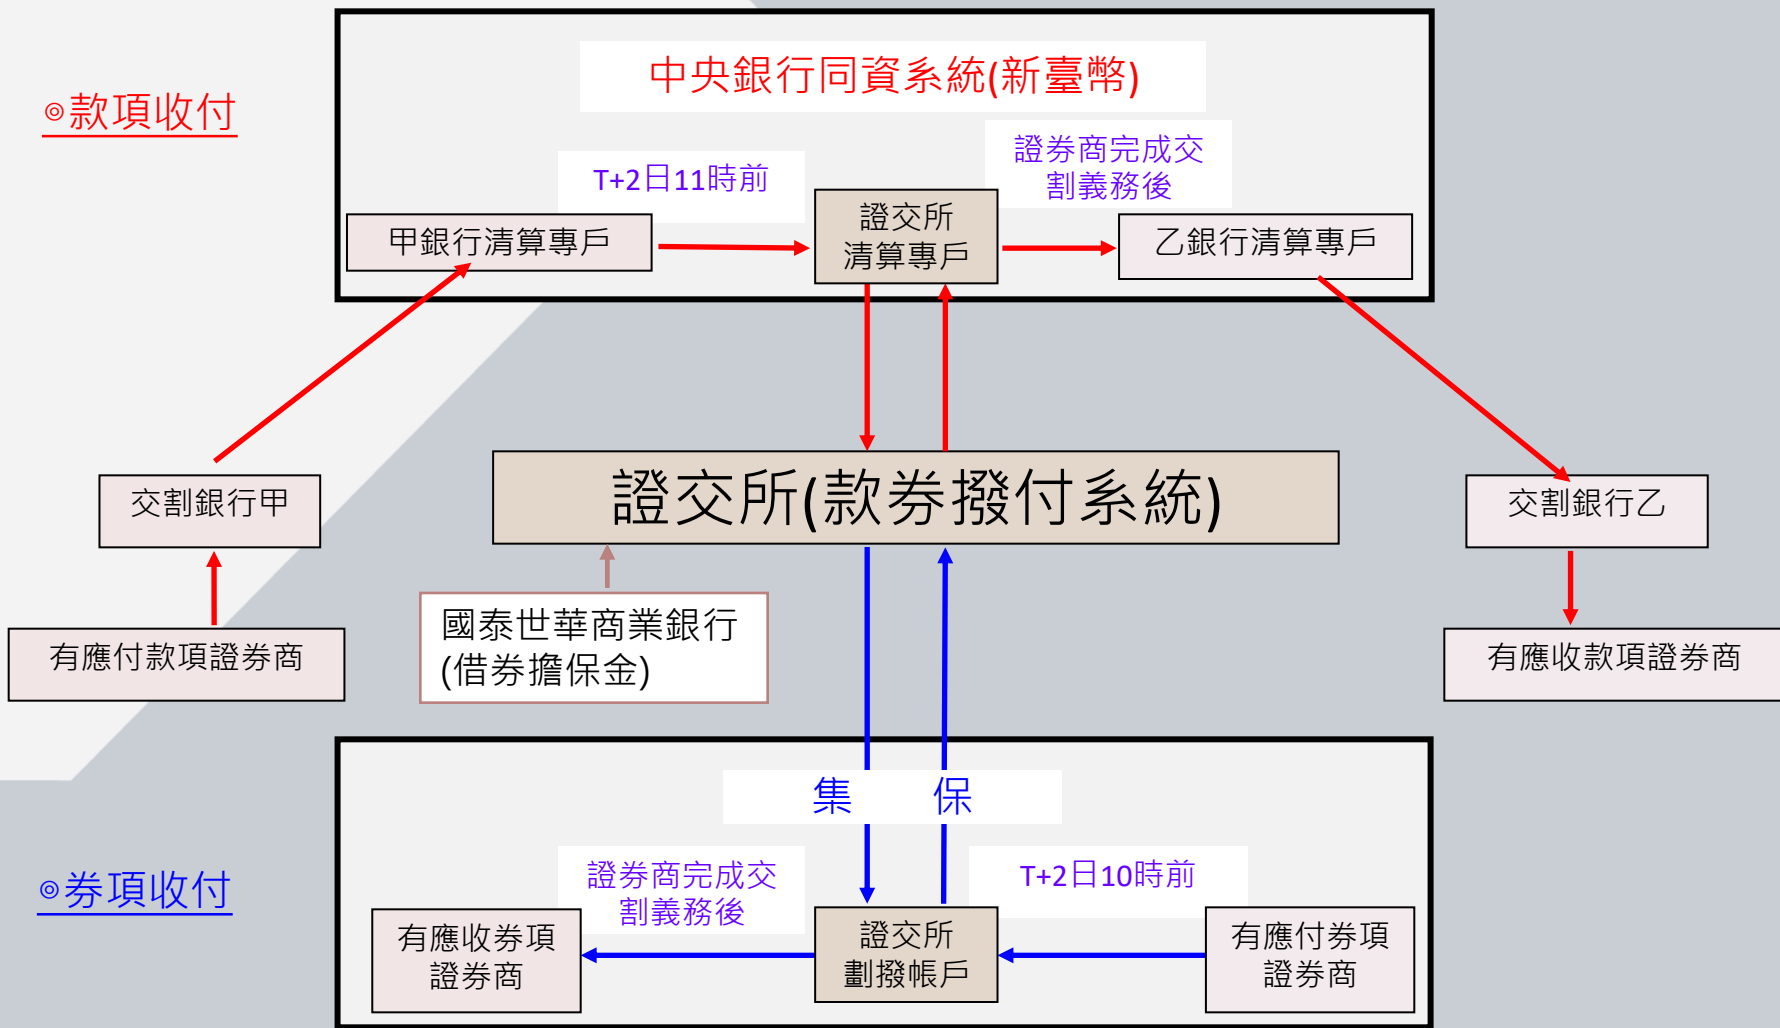 中央銀行同資系統(新臺幣)
◎款項收付
T+2日11時前
證券商完成交
割義務後
甲銀行清算專戶
證交所
清算專戶
乙銀行清算專戶
交割銀行甲
證交所(款券撥付系統)
交割銀行乙
有應付款項證券商
國泰世華商業銀行
(借券擔保金)
有應收款項證券商
集 保
◎券項收付
證券商完成交
割義務後
T+2日10時前
有應收券項
證券商
證交所
劃撥帳戶
有應付券項
證券商